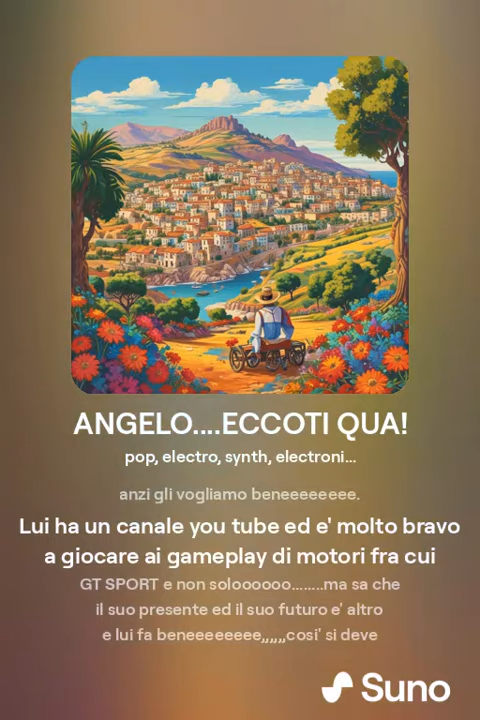 ANGELO....ECCOTI QUA!
pop, electro, synth, electroni...
anzi gli vogliamo beneeeeeeee.
Lui ha un canale you tube ed e' molto bravo
a giocare ai gameplay di motori fra cui
GT SPORT e non soloooooo........ma sa che
il suo presente ed il suo futuro e' altro
e lui fa beneeeeeeee,,,,,,cosi' si deve
Suno